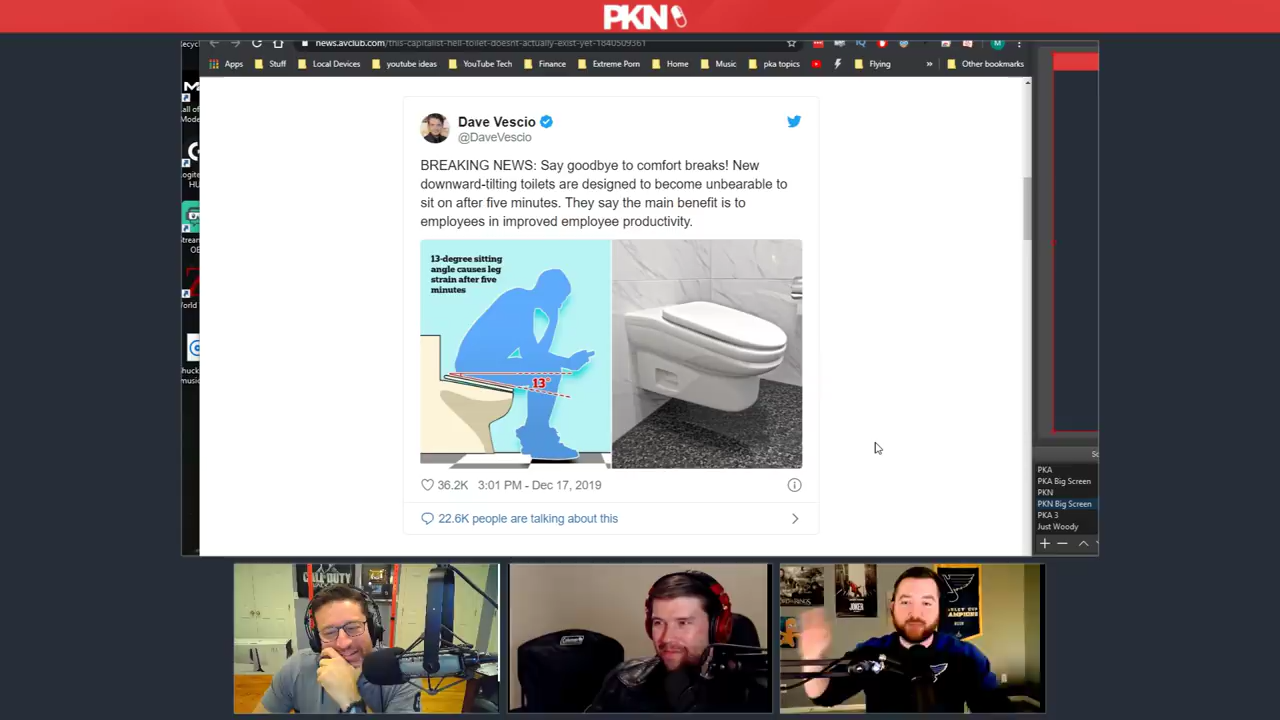 PKN
news.avclub.com/this-capitalist-hell-toilet-doesnt-actually-exist-yet-1840509361
Apps Stuff Local Devices youtube ideas YouTube Tech Finance Extreme Porn Home Music pka topics Flying » Other bookmarks
Dave Vescio
@DaveVescio
BREAKING NEWS: Say goodbye to comfort breaks! New
downward-tilting toilets are designed to become unbearable to
sit on after five minutes. They say the main benefit is to
employees in improved employee productivity.
13-degree sitting
angle causes leg
strain after five
minutes
13°
36.2K 3:01 PM - Dec 17, 2019
22.6K people are talking about this
PKA
PKA Big Screen
PKN
PKN Big Screen
PKA 3
Just Woody
CALL OF DUTY
Coleman
JOKER